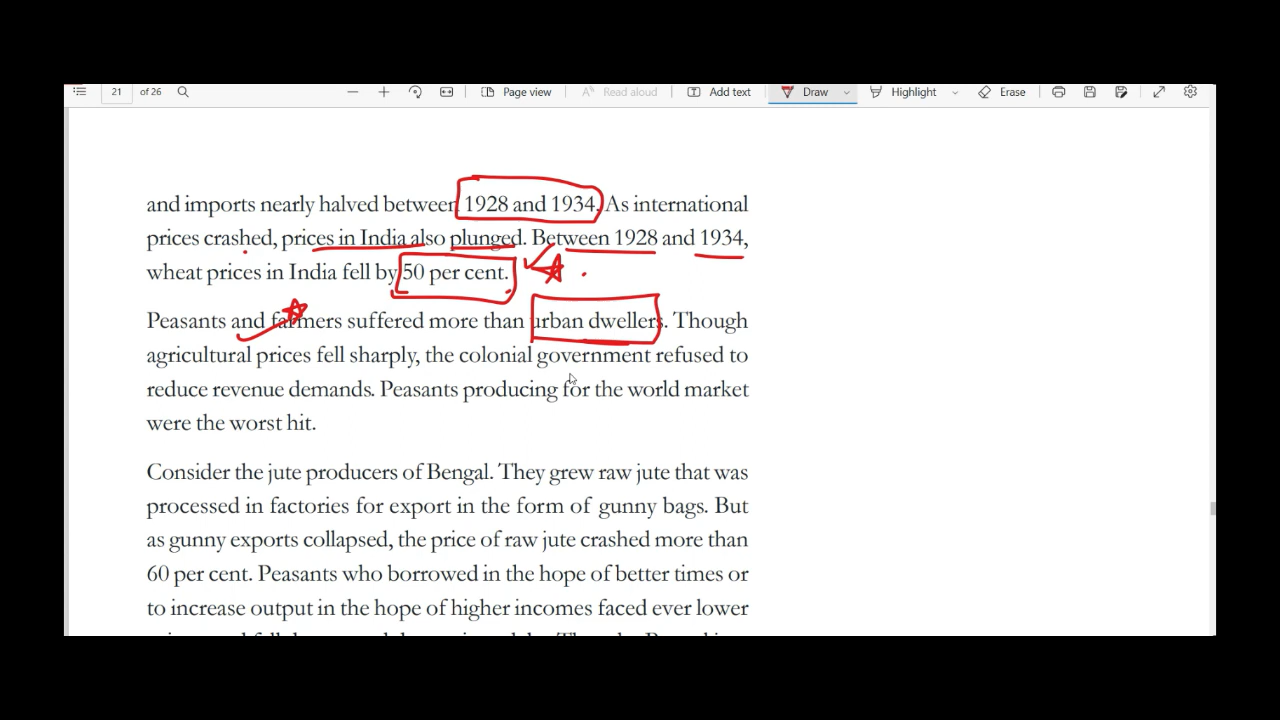 21 of 26 Page view Read aloud Add text Draw Highlight Erase
and imports nearly halved between 1928 and 1934. As international
prices crashed, prices in India also plunged. Between 1928 and 1934,
wheat prices in India fell by 50 per cent.
Peasants and farmers suffered more than urban dwellers. Though
agricultural prices fell sharply, the colonial government refused to
reduce revenue demands. Peasants producing for the world market
were the worst hit.
Consider the jute producers of Bengal. They grew raw jute that was
processed in factories for export in the form of gunny bags. But
as gunny exports collapsed, the price of raw jute crashed more than
60 per cent. Peasants who borrowed in the hope of better times or
to increase output in the hope of higher incomes faced ever lower